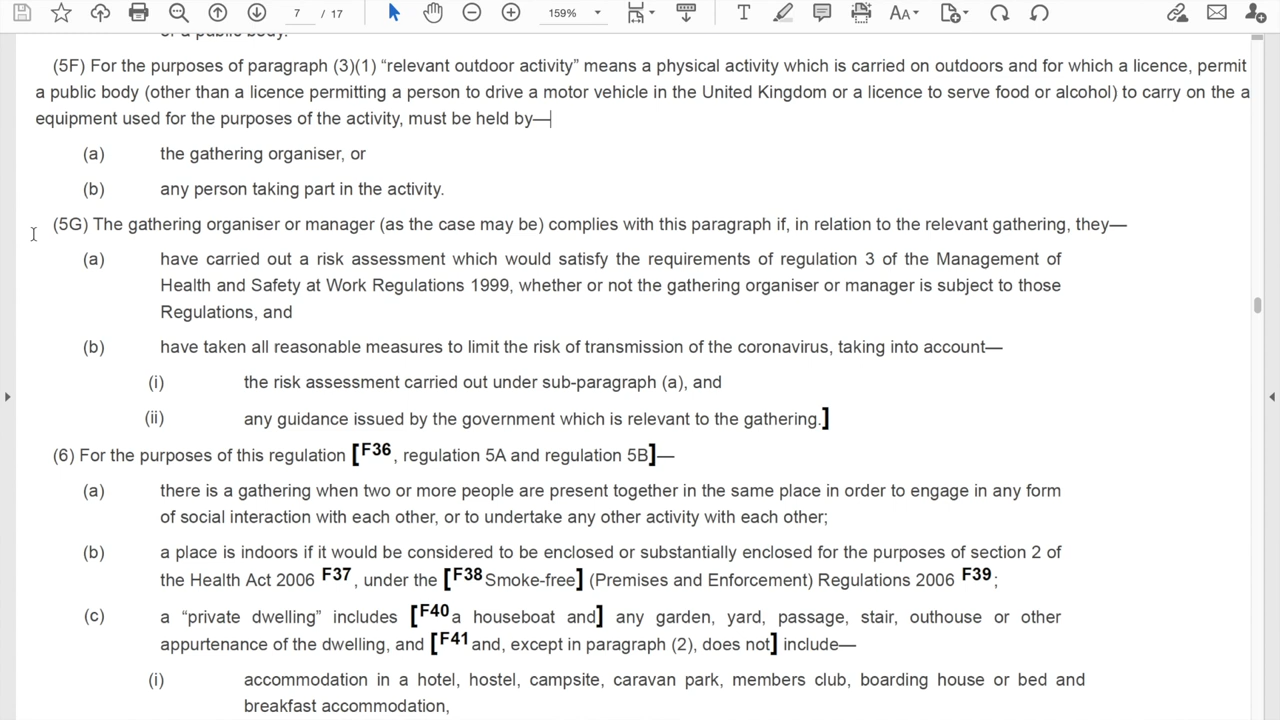 7 / 17 159%
or a public body.
(5F) For the purposes of paragraph (3)(1) “relevant outdoor activity” means a physical activity which is carried on outdoors and for which a licence, permit
a public body (other than a licence permitting a person to drive a motor vehicle in the United Kingdom or a licence to serve food or alcohol) to carry on the a
equipment used for the purposes of the activity, must be held by—
(a) the gathering organiser, or
(b) any person taking part in the activity.
(5G) The gathering organiser or manager (as the case may be) complies with this paragraph if, in relation to the relevant gathering, they—
(a) have carried out a risk assessment which would satisfy the requirements of regulation 3 of the Management of
Health and Safety at Work Regulations 1999, whether or not the gathering organiser or manager is subject to those
Regulations, and
(b) have taken all reasonable measures to limit the risk of transmission of the coronavirus, taking into account—
(i) the risk assessment carried out under sub-paragraph (a), and
(ii) any guidance issued by the government which is relevant to the gathering.]
(6) For the purposes of this regulation [F36, regulation 5A and regulation 5B]—
(a) there is a gathering when two or more people are present together in the same place in order to engage in any form
of social interaction with each other, or to undertake any other activity with each other;
(b) a place is indoors if it would be considered to be enclosed or substantially enclosed for the purposes of section 2 of
the Health Act 2006 F37, under the [F38Smoke-free] (Premises and Enforcement) Regulations 2006 F39;
(c) a “private dwelling” includes [F40a houseboat and] any garden, yard, passage, stair, outhouse or other
appurtenance of the dwelling, and [F41and, except in paragraph (2), does not] include—
(i) accommodation in a hotel, hostel, campsite, caravan park, members club, boarding house or bed and
breakfast accommodation,